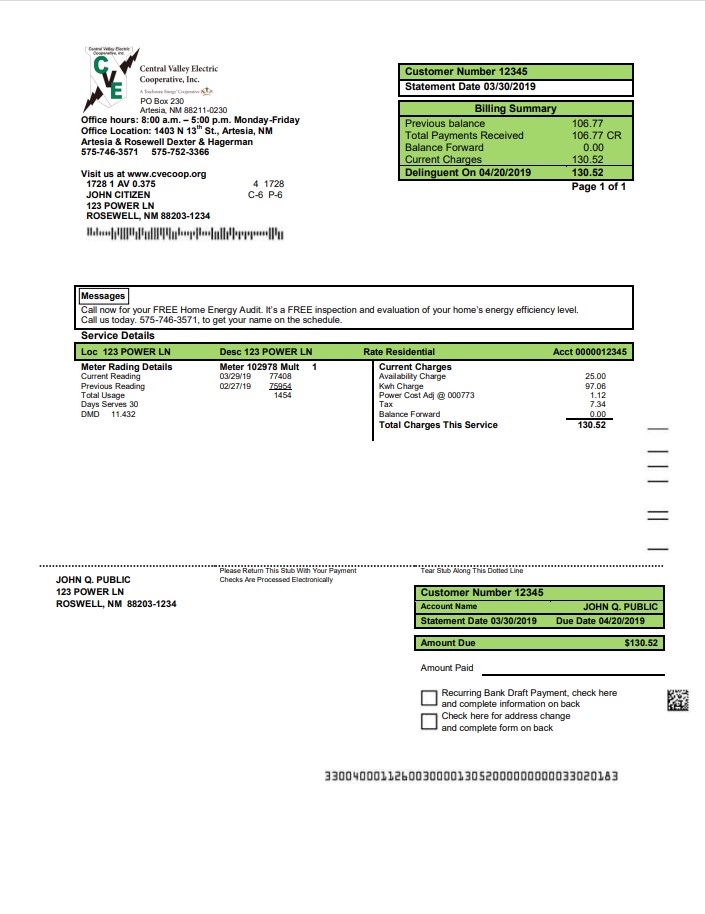 Central Valley Electric
Cooperative, Inc.
CVE
Central Valley Electric
Cooperative, Inc.
A Touchstone Energy® Cooperative
PO Box 230
Artesia, NM 88211-0230
Office hours: 8:00 a.m. – 5:00 p.m. Monday-Friday
Office Location: 1403 N 13th St., Artesia, NM
Artesia & Rosewell Dexter & Hagerman
575-746-3571 575-752-3366
Customer Number 12345
Statement Date 03/30/2019
Billing Summary
Previous balance 106.77
Total Payments Received 106.77 CR
Balance Forward 0.00
Current Charges 130.52
Delinguent On 04/20/2019 130.52
Page 1 of 1
Visit us at www.cvecoop.org
1728 1 AV 0.375 4 1728
JOHN CITIZEN C-6 P-6
123 POWER LN
ROSEWELL, NM 88203-1234
Messages
Call now for your FREE Home Energy Audit. It's a FREE inspection and evaluation of your home's energy efficiency level.
Call us today. 575-746-3571, to get your name on the schedule.
Service Details
Loc 123 POWER LN Desc 123 POWER LN Rate Residential Acct 0000012345
Meter Rading Details Meter 102978 Mult 1
Current Reading 03/29/19 77408
Previous Reading 02/27/19 75954
Total Usage 1454
Days Serves 30
DMD 11.432
Current Charges
Availability Charge 25.00
Kwh Charge 97.06
Power Cost Adj @ 000773 1.12
Tax 7.34
Balance Forward 0.00
Total Charges This Service 130.52
Please Return This Stub With Your Payment Tear Stub Along This Dotted Line
Checks Are Processed Electronically
JOHN Q. PUBLIC
123 POWER LN
ROSWELL, NM 88203-1234
Customer Number 12345
Account Name JOHN Q. PUBLIC
Statement Date 03/30/2019 Due Date 04/20/2019
Amount Due $130.52
Amount Paid
Recurring Bank Draft Payment, check here
and complete information on back
Check here for address change
and complete form on back
33004000112600300001305200000000033020183